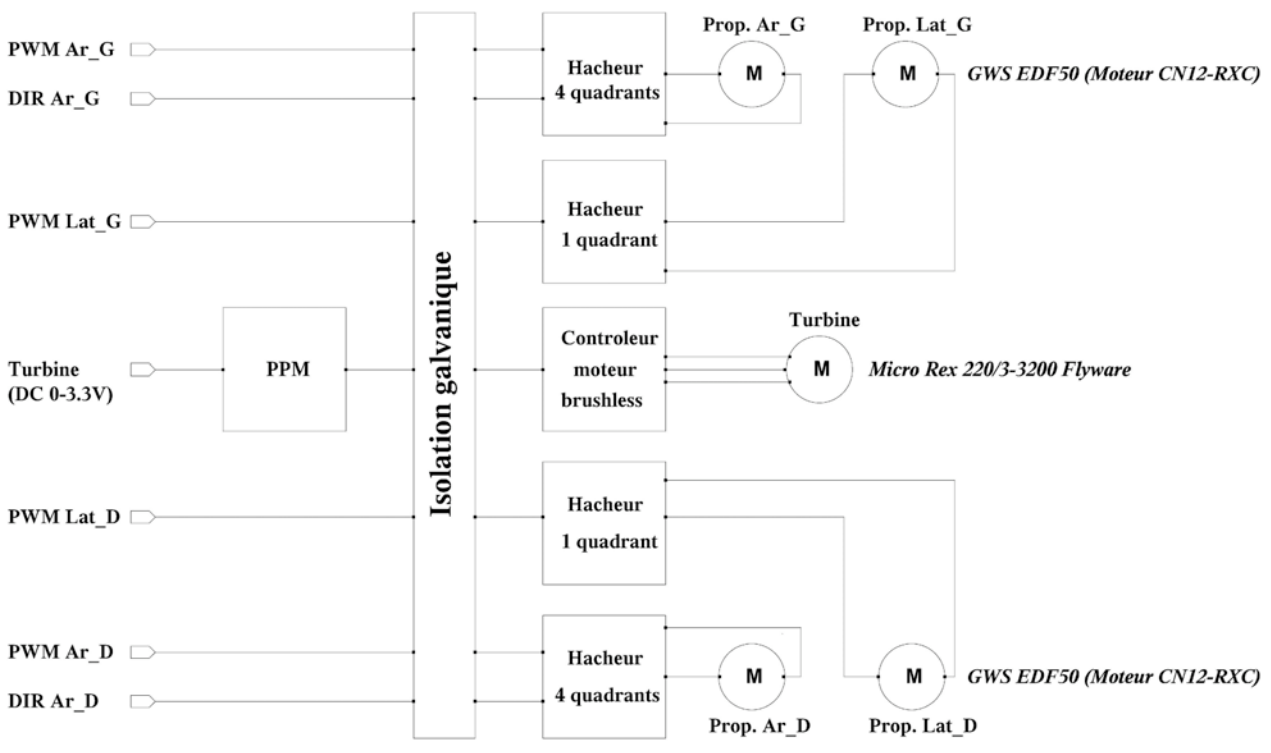 Prop. Ar_G
Prop. Lat_G
PWM Ar_G
DIR Ar_G
Hacheur
4 quadrants
M
M
GWS EDF50 (Moteur CN12-RXC)
PWM Lat_G
Hacheur
1 quadrant
Isolation galvanique
Turbine
(DC 0-3.3V)
PPM
Controleur
moteur
brushless
Turbine
M
Micro Rex 220/3-3200 Flyware
PWM Lat_D
Hacheur
1 quadrant
PWM Ar_D
DIR Ar_D
Hacheur
4 quadrants
M
M
GWS EDF50 (Moteur CN12-RXC)
Prop. Ar_D
Prop. Lat_D